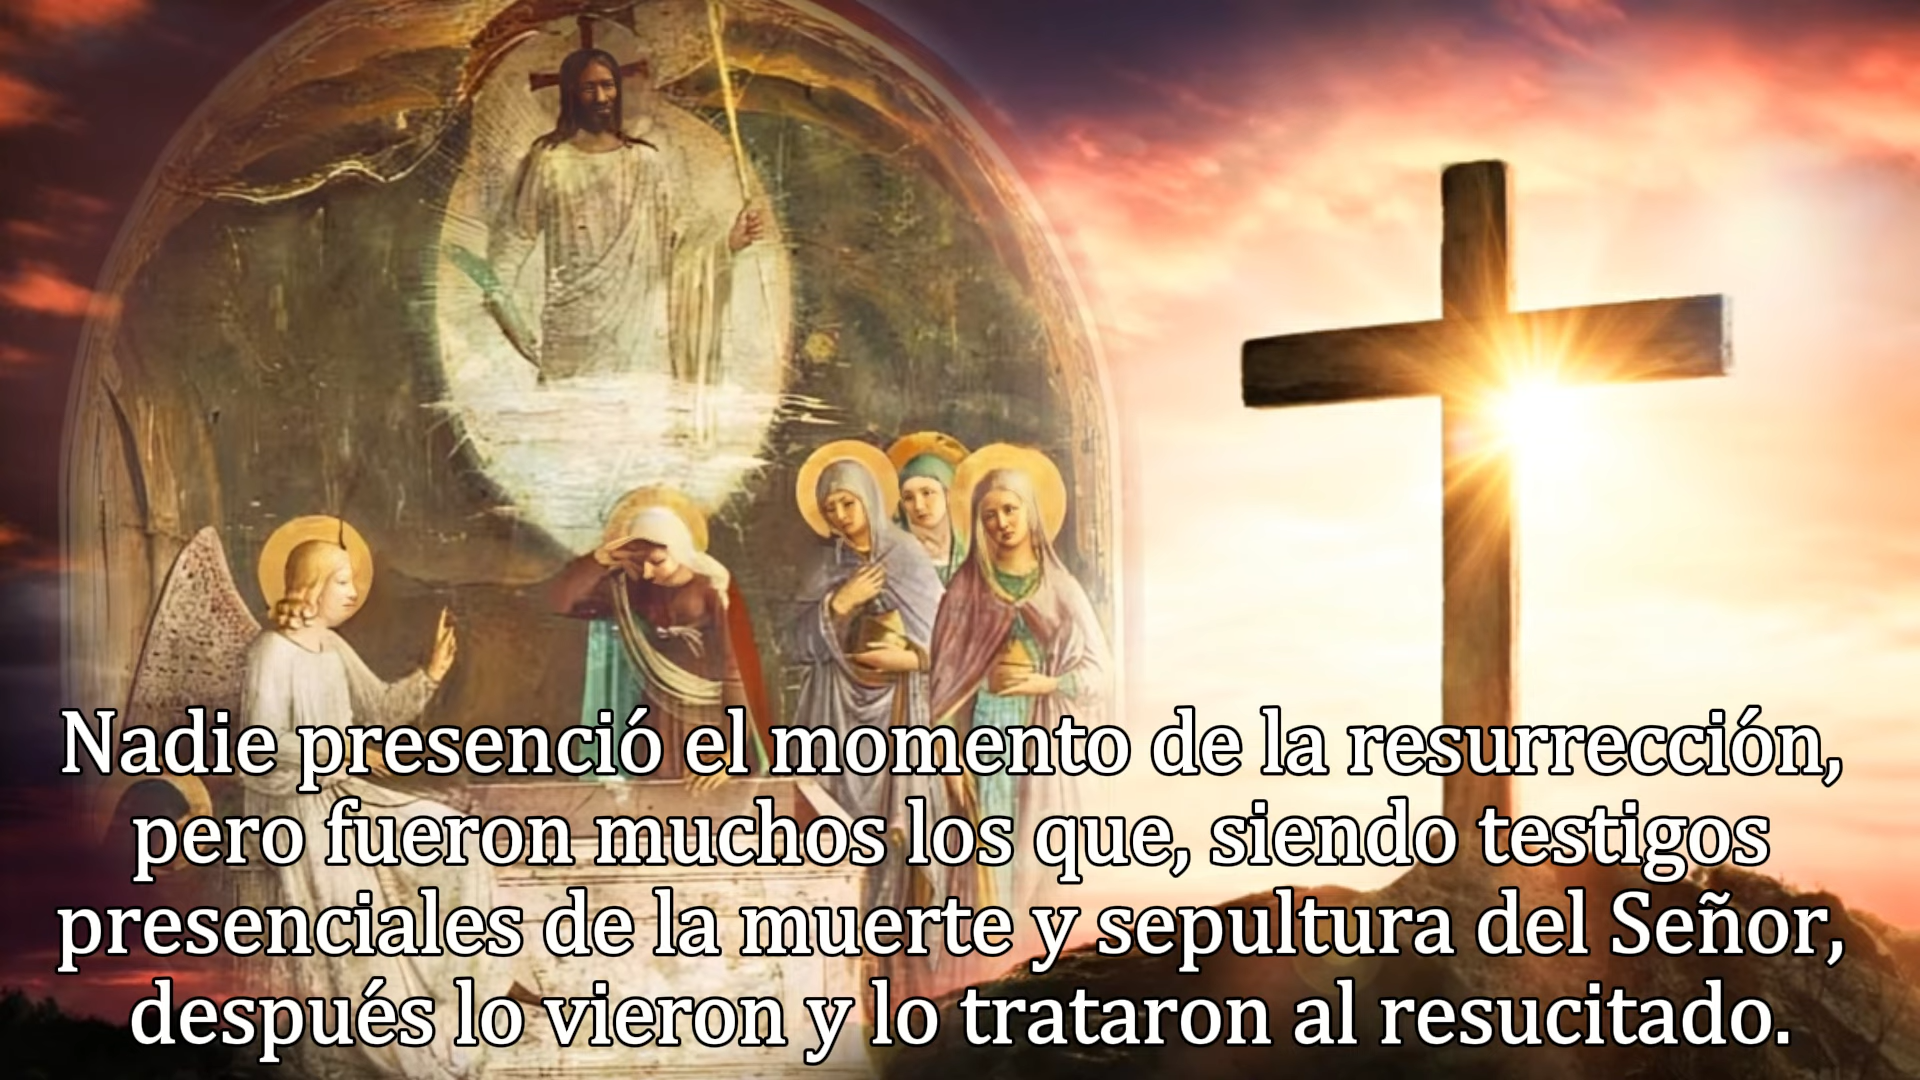 Nadie presenció el momento de la resurrección,
pero fueron muchos los que, siendo testigos
presenciales de la muerte y sepultura del Señor,
después lo vieron y lo trataron al resucitado.